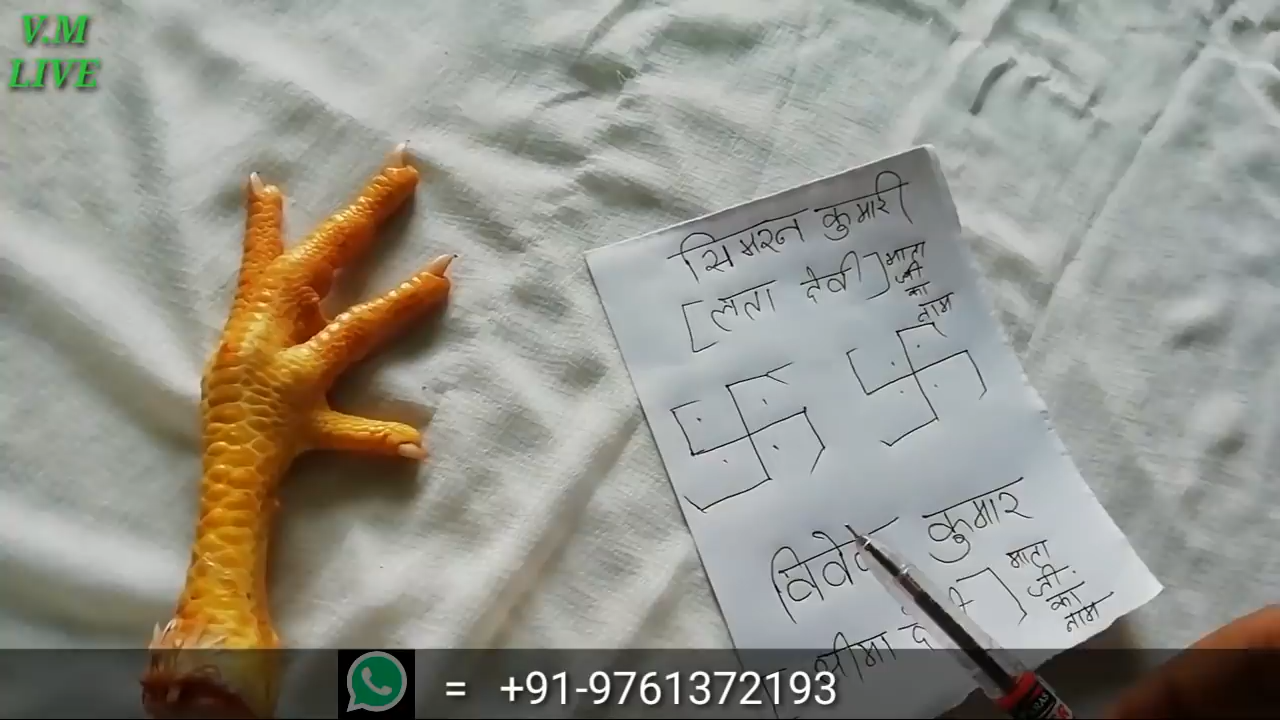 V.M
LIVE
सिमरन कुमारी
[लता देवी] माता
जी
का
नाम
कुमार
माता
जी
का
नाम
सीमा
= +91-9761372193